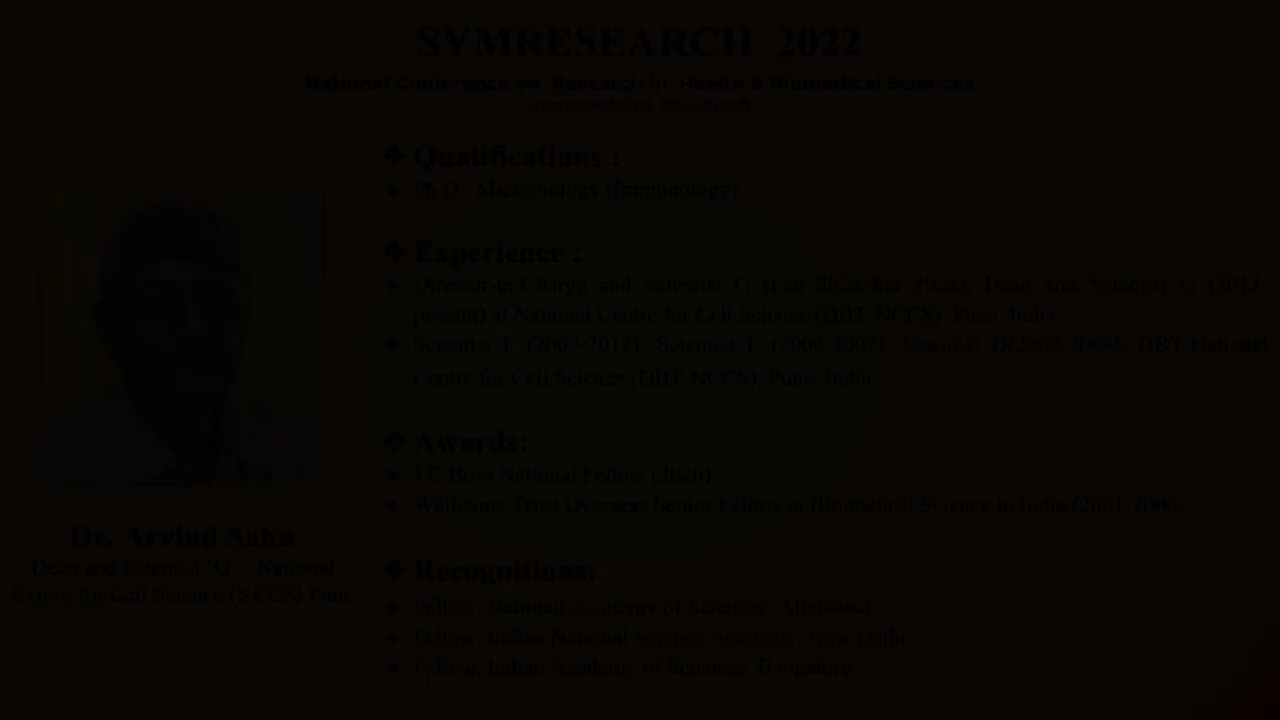 SYMRESEARCH 2022
National Conference on Research in Health & Biomedical Sciences
Researching Research
❖ Qualifications :
● Ph.D., Microbiology (Immunology)
❖ Experience :
● Director-in-Charge and Scientist G (Feb 2022-Jun 2022), Dean and Scientist G (2012-
present) at National Centre for Cell Science (DBT-NCCS), Pune, India
● Scientist F (2007-2012), Scientist E (2004-2007), Scientist D(2002-2004), DBT-National
Centre for Cell Science (DBT-NCCS), Pune, India
❖ Awards:
● J C Bose National Fellow (2020)
● Wellcome Trust Overseas Senior Fellow in Biomedical Science in India (2001-2006)
Dr. Arvind Sahu
Dean and Scientist "G" - National
Centre for Cell Science (NCCS) Pune
❖ Recognitions:
● Fellow, National Academy of Sciences, Allahabad
● Fellow, Indian National Science Academy, New Delhi
● Fellow, Indian Academy of Sciences, Bengalure